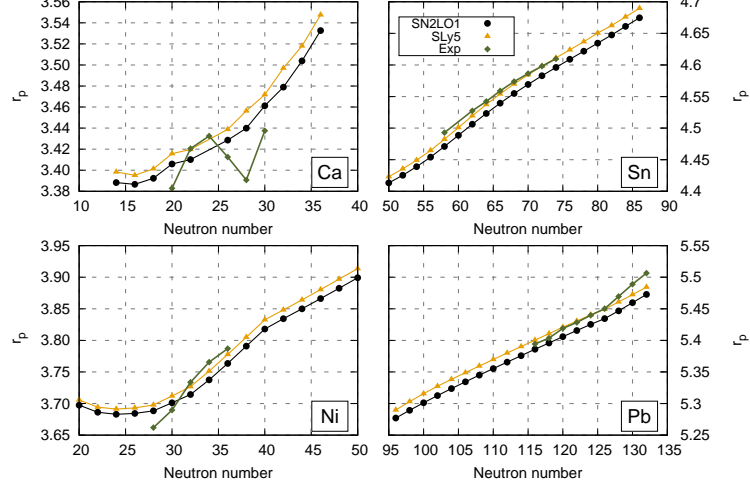 3.56
3.54
3.52
3.50
3.48
3.46
3.44
3.42
3.40
3.38
r_p
10 15 20 25 30 35 40
Neutron number
Ca
SN2LO1
SLy5
Exp
4.7
4.65
4.6
4.55
4.5
4.45
4.4
r_p
50 55 60 65 70 75 80 85 90
Neutron number
Sn
3.95
3.90
3.85
3.80
3.75
3.70
3.65
r_p
20 25 30 35 40 45 50
Neutron number
Ni
5.55
5.5
5.45
5.4
5.35
5.3
5.25
r_p
95 100 105 110 115 120 125 130 135
Neutron number
Pb